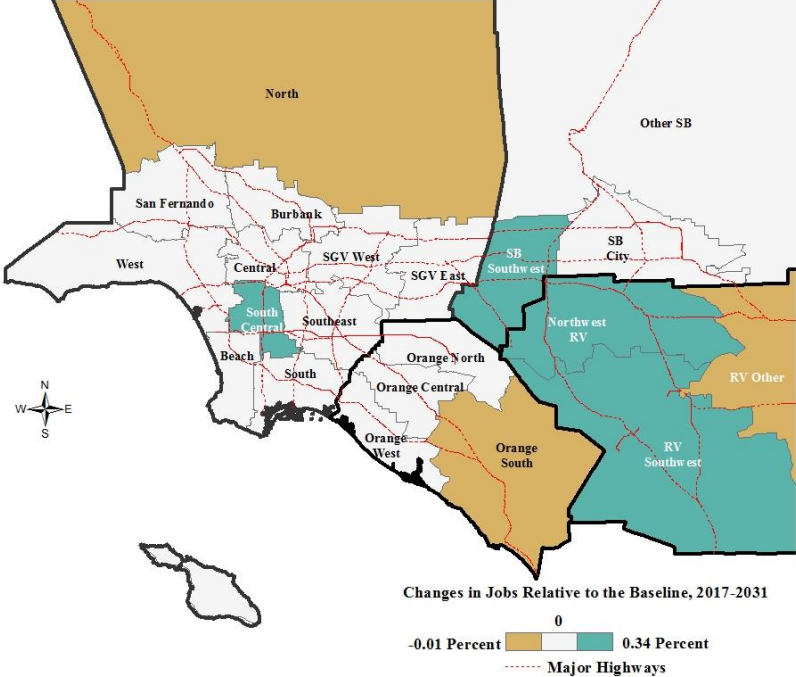 North
Other SB
San Fernando
Burbank
SB
City
SB
Southwest
West
Central
SGV West
SGV East
South
Central
Southeast
Northwest
RV
Beach
South
Orange North
Orange Central
RV Other
N
W E
S
Orange
West
Orange
South
RV
Southwest
Changes in Jobs Relative to the Baseline, 2017-2031
0
-0.01 Percent 0.34 Percent
Major Highways